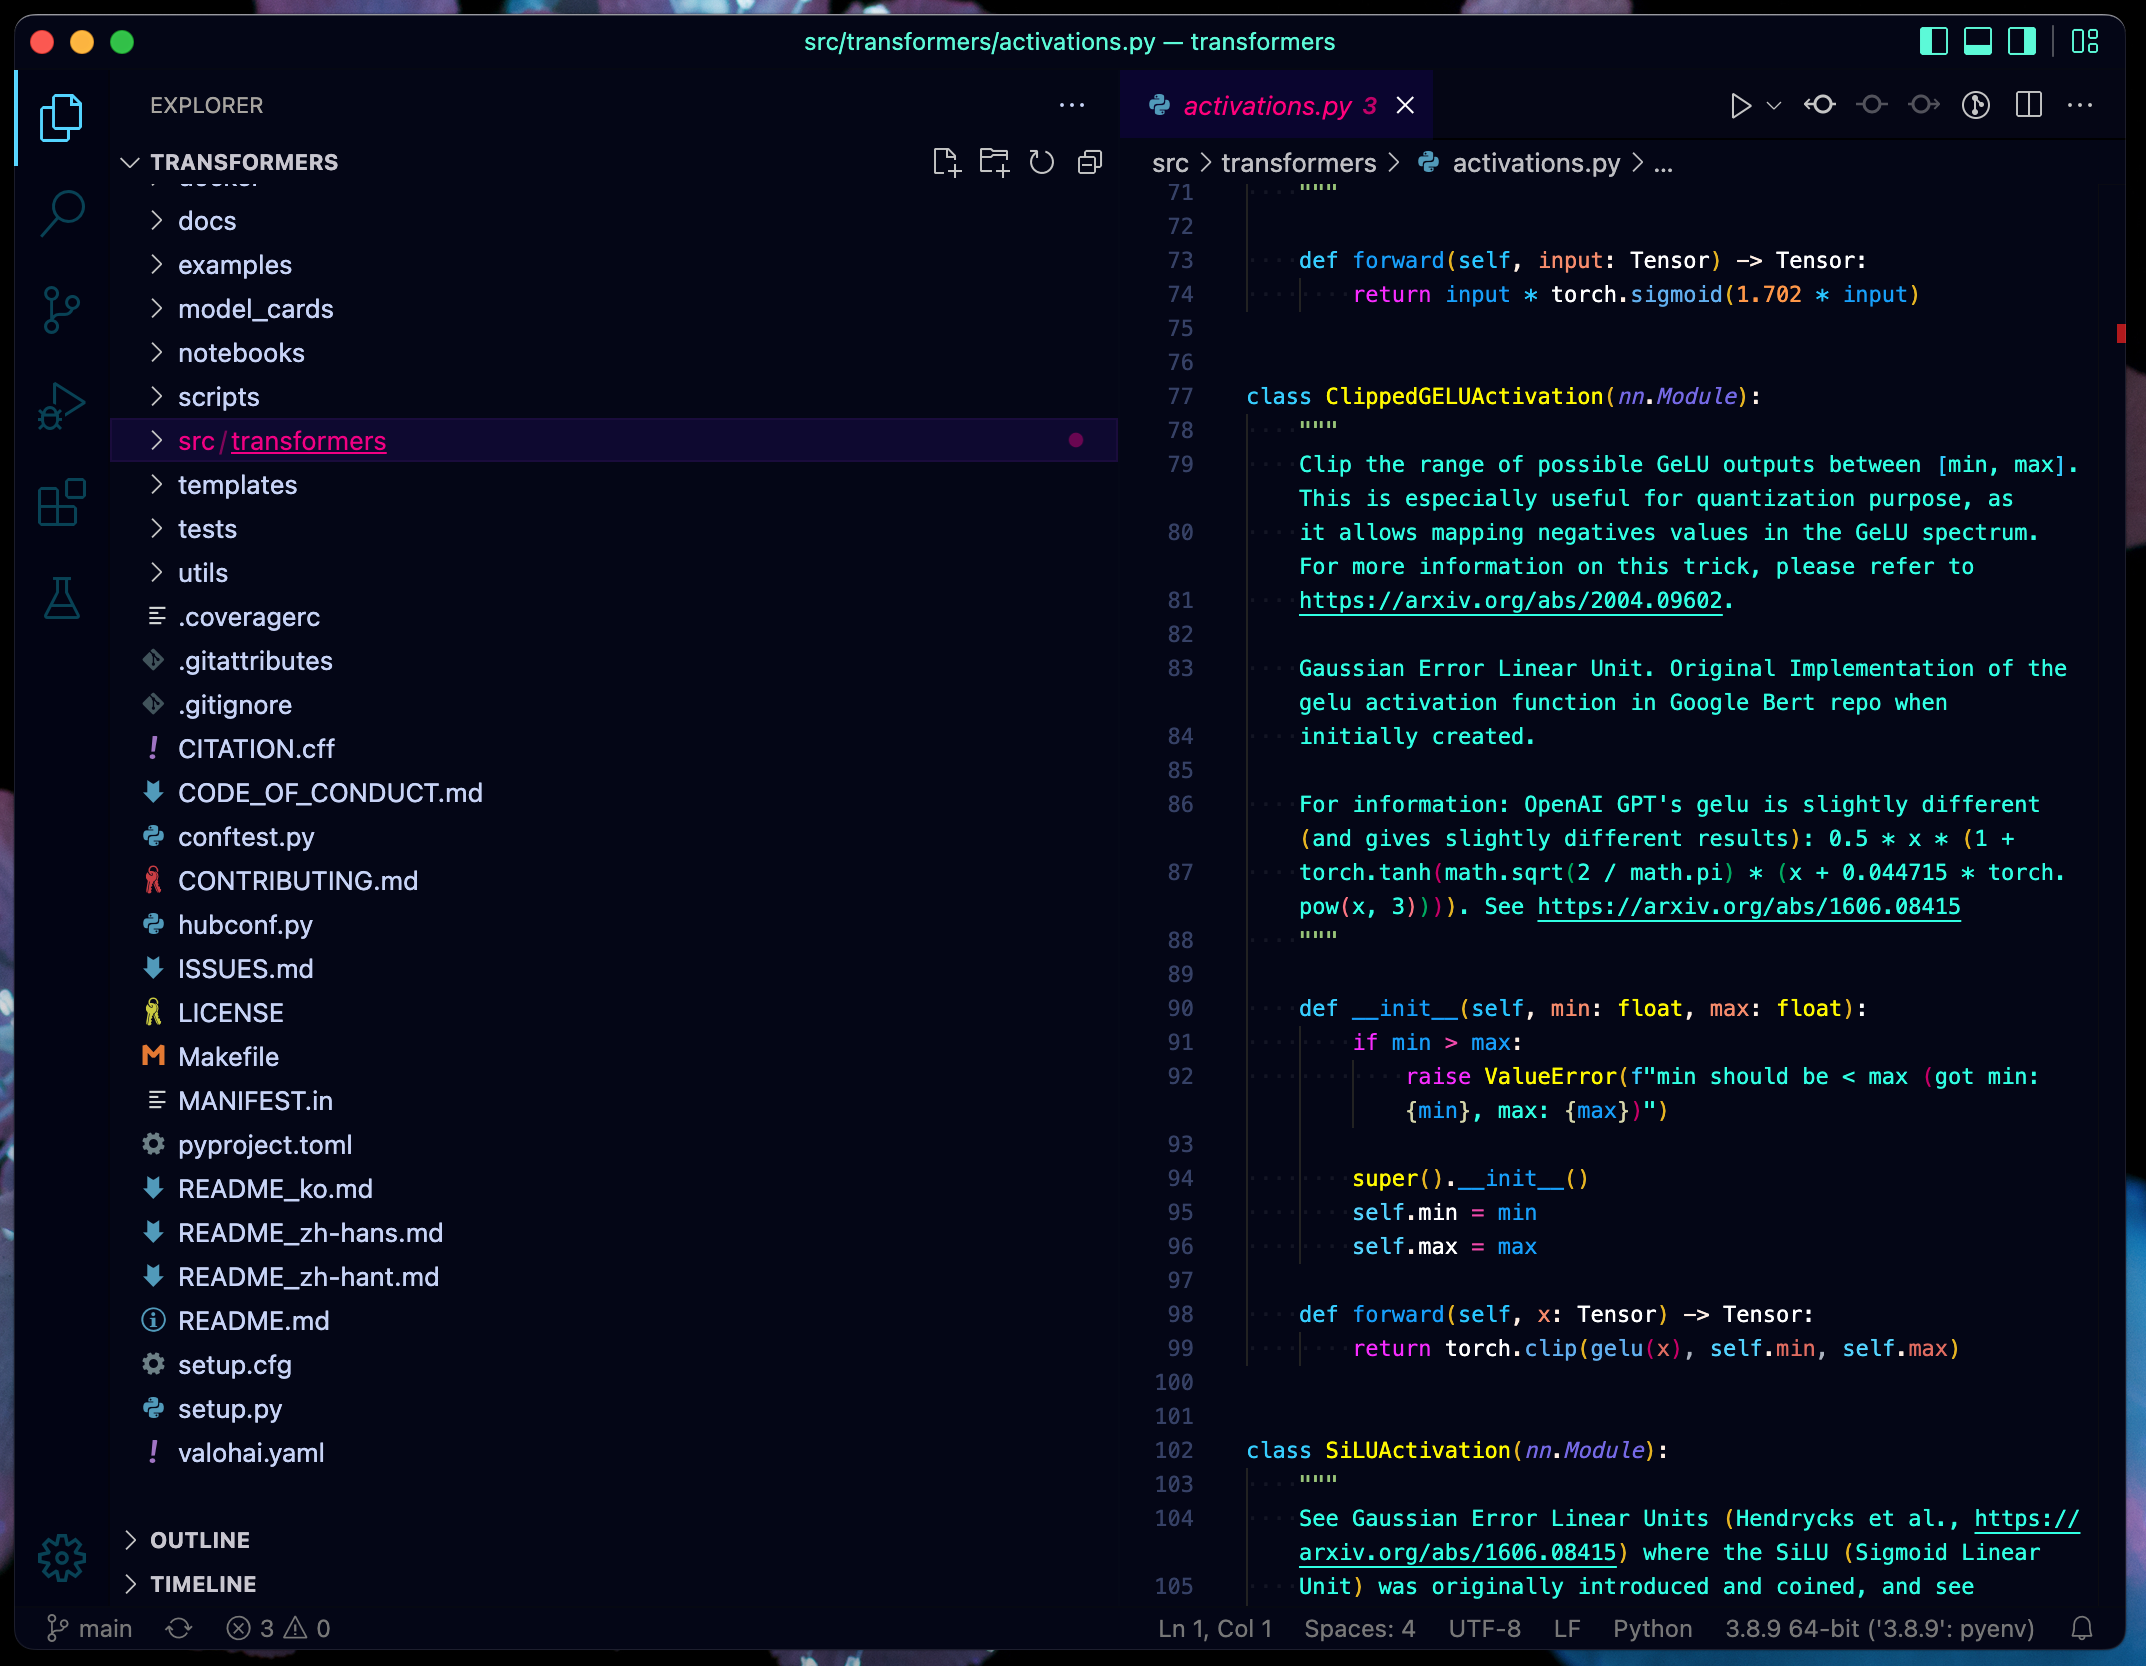 src/transformers/activations.py — transformers
EXPLORER
TRANSFORMERS
docs
examples
model_cards
notebooks
scripts
src/transformers
templates
tests
utils
.coveragerc
.gitattributes
.gitignore
CITATION.cff
CODE_OF_CONDUCT.md
conftest.py
CONTRIBUTING.md
hubconf.py
ISSUES.md
LICENSE
Makefile
MANIFEST.in
pyproject.toml
README_ko.md
README_zh-hans.md
README_zh-hant.md
README.md
setup.cfg
setup.py
valohai.yaml
OUTLINE
TIMELINE
activations.py 3
src > transformers > activations.py > ...
71 """
72
73 def forward(self, input: Tensor) -> Tensor:
74 return input * torch.sigmoid(1.702 * input)
75
76
77 class ClippedGELUActivation(nn.Module):
78 """
79 Clip the range of possible GeLU outputs between [min, max].
This is especially useful for quantization purpose, as
80 it allows mapping negatives values in the GeLU spectrum.
For more information on this trick, please refer to
81 https://arxiv.org/abs/2004.09602.
82
83 Gaussian Error Linear Unit. Original Implementation of the
gelu activation function in Google Bert repo when
84 initially created.
85
86 For information: OpenAI GPT's gelu is slightly different
(and gives slightly different results): 0.5 * x * (1 +
87 torch.tanh(math.sqrt(2 / math.pi) * (x + 0.044715 * torch.
pow(x, 3)))). See https://arxiv.org/abs/1606.08415
88 """
89
90 def __init__(self, min: float, max: float):
91 if min > max:
92 raise ValueError(f"min should be < max (got min:
{min}, max: {max})")
93
94 super().__init__()
95 self.min = min
96 self.max = max
97
98 def forward(self, x: Tensor) -> Tensor:
99 return torch.clip(gelu(x), self.min, self.max)
100
101
102 class SiLUActivation(nn.Module):
103 """
104 See Gaussian Error Linear Units (Hendrycks et al., https://
arxiv.org/abs/1606.08415) where the SiLU (Sigmoid Linear
105 Unit) was originally introduced and coined, and see
main 3 0 Ln 1, Col 1 Spaces: 4 UTF-8 LF Python 3.8.9 64-bit ('3.8.9': pyenv)